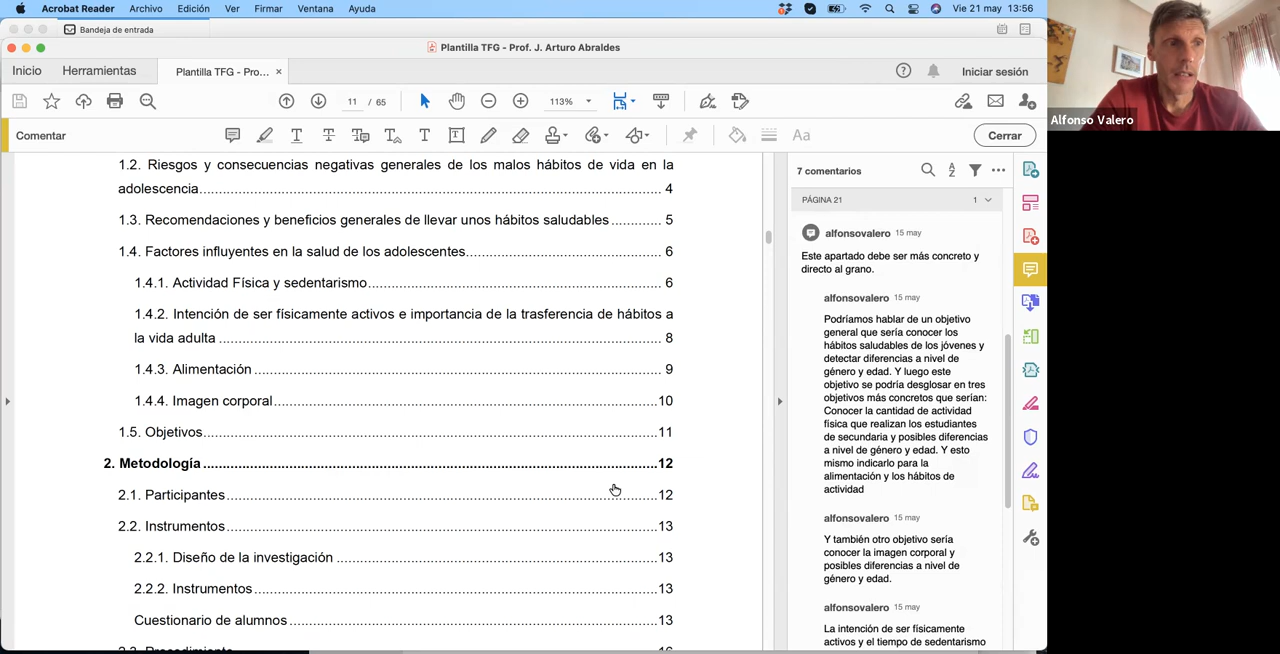 Acrobat Reader Archivo Edición Ver Firmar Ventana Ayuda Vie 21 may 13:56
Bandeja de entrada
Plantilla TFG - Prof. J. Arturo Abraldes
Inicio Herramientas Plantilla TFG - Pro... × Iniciar sesión
11 / 65 113%
Comentar Cerrar
1.2. Riesgos y consecuencias negativas generales de los malos hábitos de vida en la
adolescencia 4
1.3. Recomendaciones y beneficios generales de llevar unos hábitos saludables 5
1.4. Factores influyentes en la salud de los adolescentes 6
1.4.1. Actividad Física y sedentarismo 6
1.4.2. Intención de ser físicamente activos e importancia de la trasferencia de hábitos a
la vida adulta 8
1.4.3. Alimentación 9
1.4.4. Imagen corporal 10
1.5. Objetivos 11
2. Metodología 12
2.1. Participantes 12
2.2. Instrumentos 13
2.2.1. Diseño de la investigación 13
2.2.2. Instrumentos 13
Cuestionario de alumnos 13
2.3. Procedimiento 16
7 comentarios
PÁGINA 21 1
alfonsovalero 15 may
Este apartado debe ser más concreto y
directo al grano.
alfonsovalero 15 may
Podríamos hablar de un objetivo
general que sería conocer los
hábitos saludables de los jóvenes y
detectar diferencias a nivel de
género y edad. Y luego este
objetivo se podría desglosar en tres
objetivos más concretos que serían:
Conocer la cantidad de actividad
física que realizan los estudiantes
de secundaria y posibles diferencias
a nivel de género y edad. Y esto
mismo indicarlo para la
alimentación y los hábitos de
actividad
alfonsovalero 15 may
Y también otro objetivo sería
conocer la imagen corporal y
posibles diferencias a nivel de
género y edad.
alfonsovalero 15 may
La intención de ser físicamente
activos y el tiempo de sedentarismo
Alfonso Valero